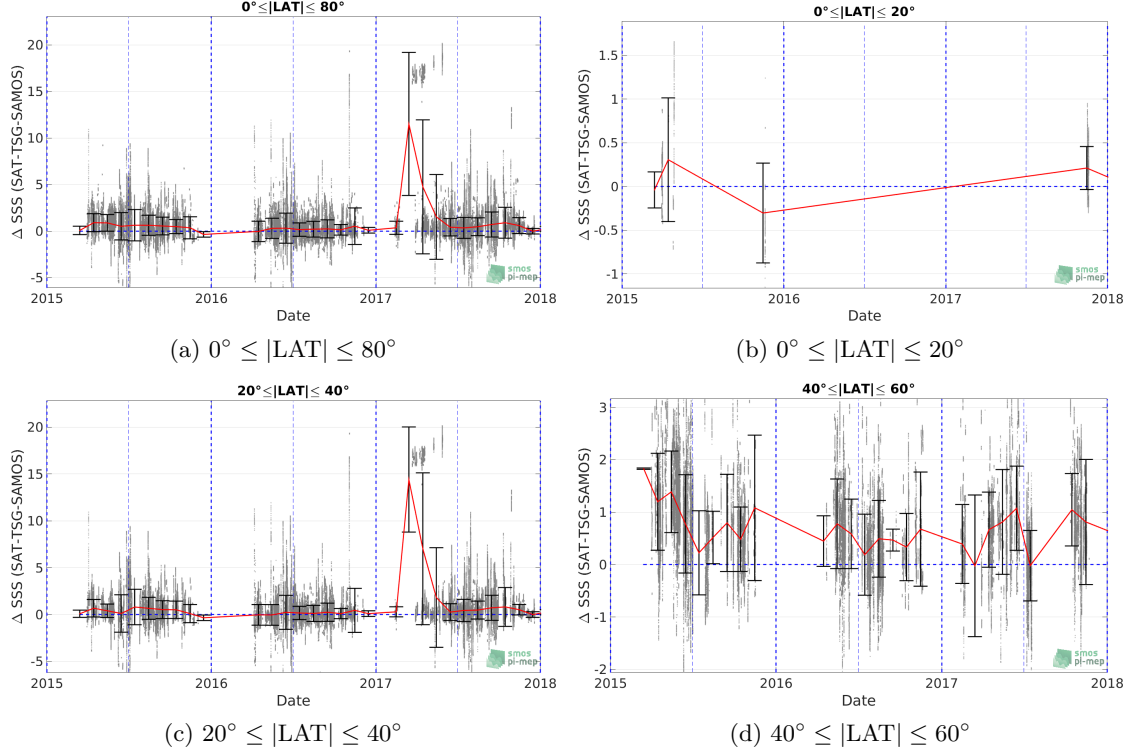 0°≤|LAT|≤ 80°
Δ SSS (SAT-TSG-SAMOS)
20
15
10
5
0
-5
2015
2016
2017
2018
Date
smos
pi-mep
(a) 0° ≤ |LAT| ≤ 80°
0°≤|LAT|≤ 20°
Δ SSS (SAT-TSG-SAMOS)
1.5
1
0.5
0
-0.5
-1
2015
2016
2017
2018
Date
smos
pi-mep
(b) 0° ≤ |LAT| ≤ 20°
20°≤|LAT|≤ 40°
Δ SSS (SAT-TSG-SAMOS)
20
15
10
5
0
-5
2015
2016
2017
2018
Date
smos
pi-mep
(c) 20° ≤ |LAT| ≤ 40°
40°≤|LAT|≤ 60°
Δ SSS (SAT-TSG-SAMOS)
3
2
1
0
-1
-2
2015
2016
2017
2018
Date
smos
pi-mep
(d) 40° ≤ |LAT| ≤ 60°